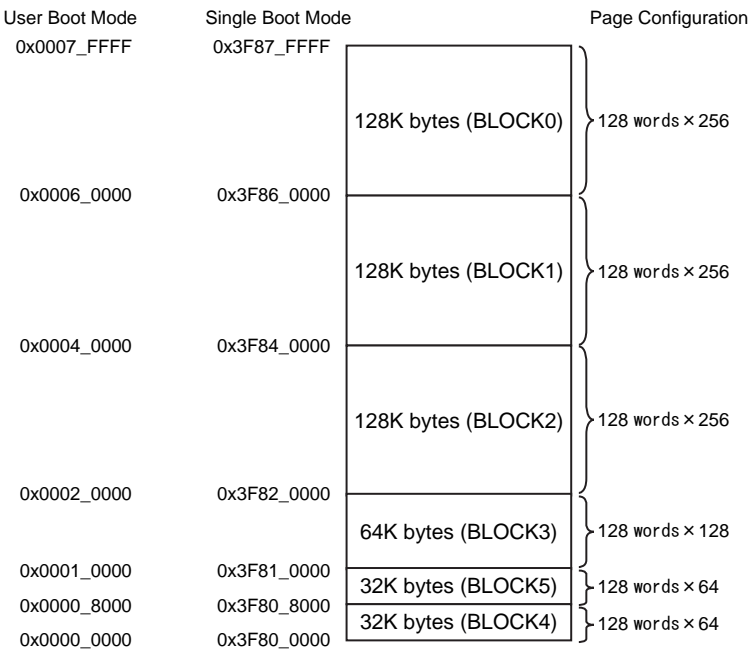 User Boot Mode Single Boot Mode Page Configuration
0x0007_FFFF 0x3F87_FFFF
128K bytes (BLOCK0) 128 words×256
0x0006_0000 0x3F86_0000
128K bytes (BLOCK1) 128 words×256
0x0004_0000 0x3F84_0000
128K bytes (BLOCK2) 128 words×256
0x0002_0000 0x3F82_0000
64K bytes (BLOCK3) 128 words×128
0x0001_0000 0x3F81_0000
32K bytes (BLOCK5) 128 words×64
0x0000_8000 0x3F80_8000
32K bytes (BLOCK4) 128 words×64
0x0000_0000 0x3F80_0000